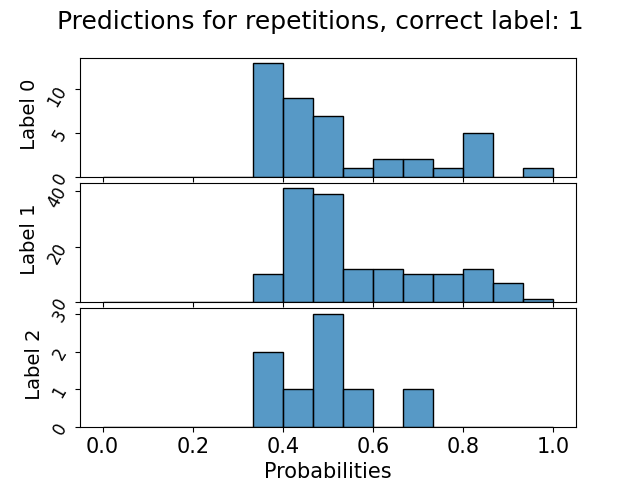 Predictions for repetitions, correct label: 1
Label 0
10
5
0
Label 1
40
20
0
Label 2
3
2
1
0
0.0 0.2 0.4 0.6 0.8 1.0
Probabilities